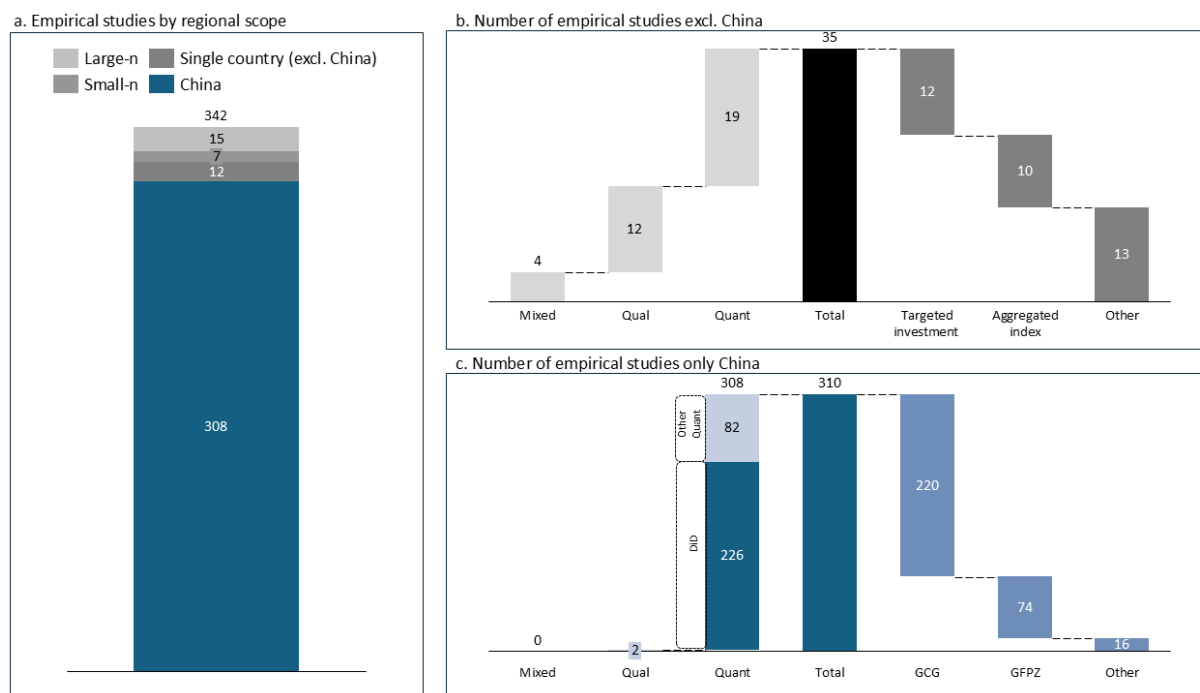 a. Empirical studies by regional scope
Large-n
Single country (excl. China)
Small-n
China
342
15
7
12
308
b. Number of empirical studies excl. China
35
12
19
10
12
13
4
Mixed
Qual
Quant
Total
Targeted
investment
Aggregated
index
Other
c. Number of empirical studies only China
308
310
Other
Quant
82
220
DiD
226
74
0
2
16
Mixed
Qual
Quant
Total
GCG
GFPZ
Other